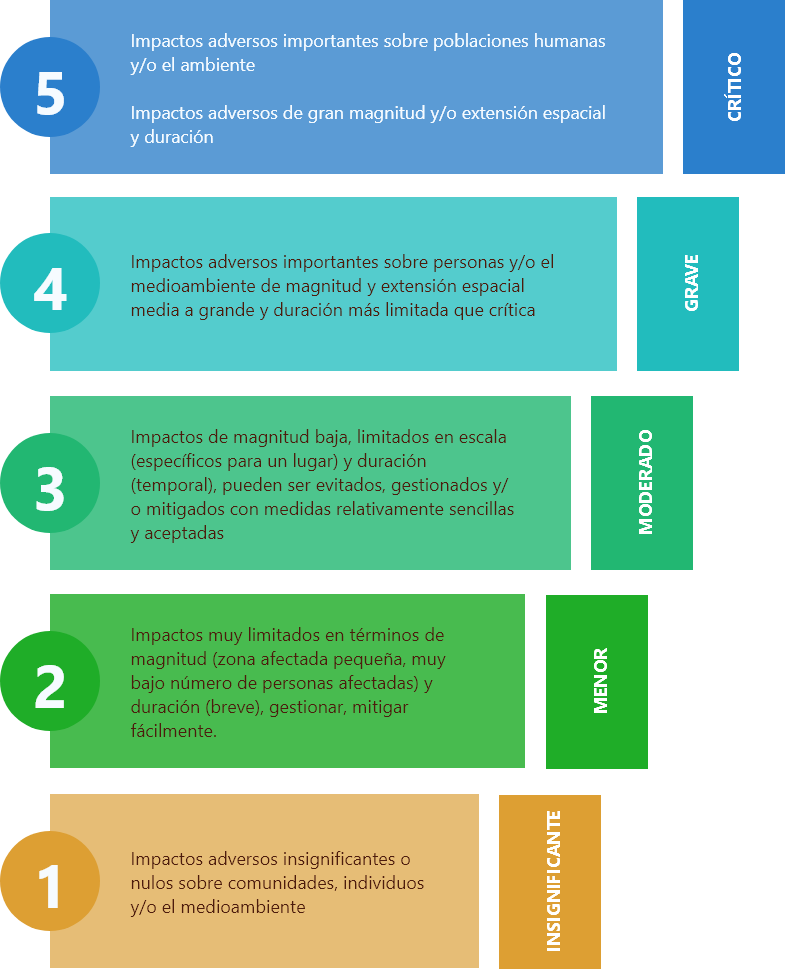 5
Impactos adversos importantes sobre poblaciones humanas
y/o el ambiente
Impactos adversos de gran magnitud y/o extensión espacial
y duración
CRÍTICO
4
Impactos adversos importantes sobre personas y/o el
medioambiente de magnitud y extensión espacial
media a grande y duración más limitada que crítica
GRAVE
3
Impactos de magnitud baja, limitados en escala
(específicos para un lugar) y duración
(temporal), pueden ser evitados, gestionados y/
o mitigados con medidas relativamente sencillas
y aceptadas
MODERADO
2
Impactos muy limitados en términos de
magnitud (zona afectada pequeña, muy
bajo número de personas afectadas) y
duración (breve), gestionar, mitigar
fácilmente.
MENOR
1
Impactos adversos insignificantes o
nulos sobre comunidades, individuos
y/o el medioambiente
INSIGNIFICANTE